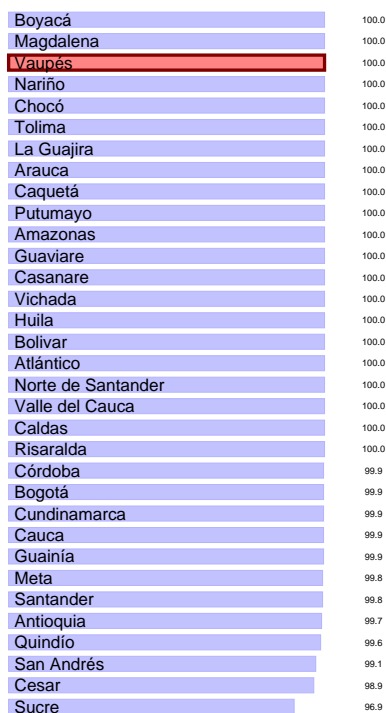 Boyacá 100.0
Magdalena 100.0
Vaupés 100.0
Nariño 100.0
Chocó 100.0
Tolima 100.0
La Guajira 100.0
Arauca 100.0
Caquetá 100.0
Putumayo 100.0
Amazonas 100.0
Guaviare 100.0
Casanare 100.0
Vichada 100.0
Huila 100.0
Bolivar 100.0
Atlántico 100.0
Norte de Santander 100.0
Valle del Cauca 100.0
Caldas 100.0
Risaralda 100.0
Córdoba 99.9
Bogotá 99.9
Cundinamarca 99.9
Cauca 99.9
Guainía 99.9
Meta 99.8
Santander 99.8
Antioquia 99.7
Quindío 99.6
San Andrés 99.1
Cesar 98.9
Sucre 96.9